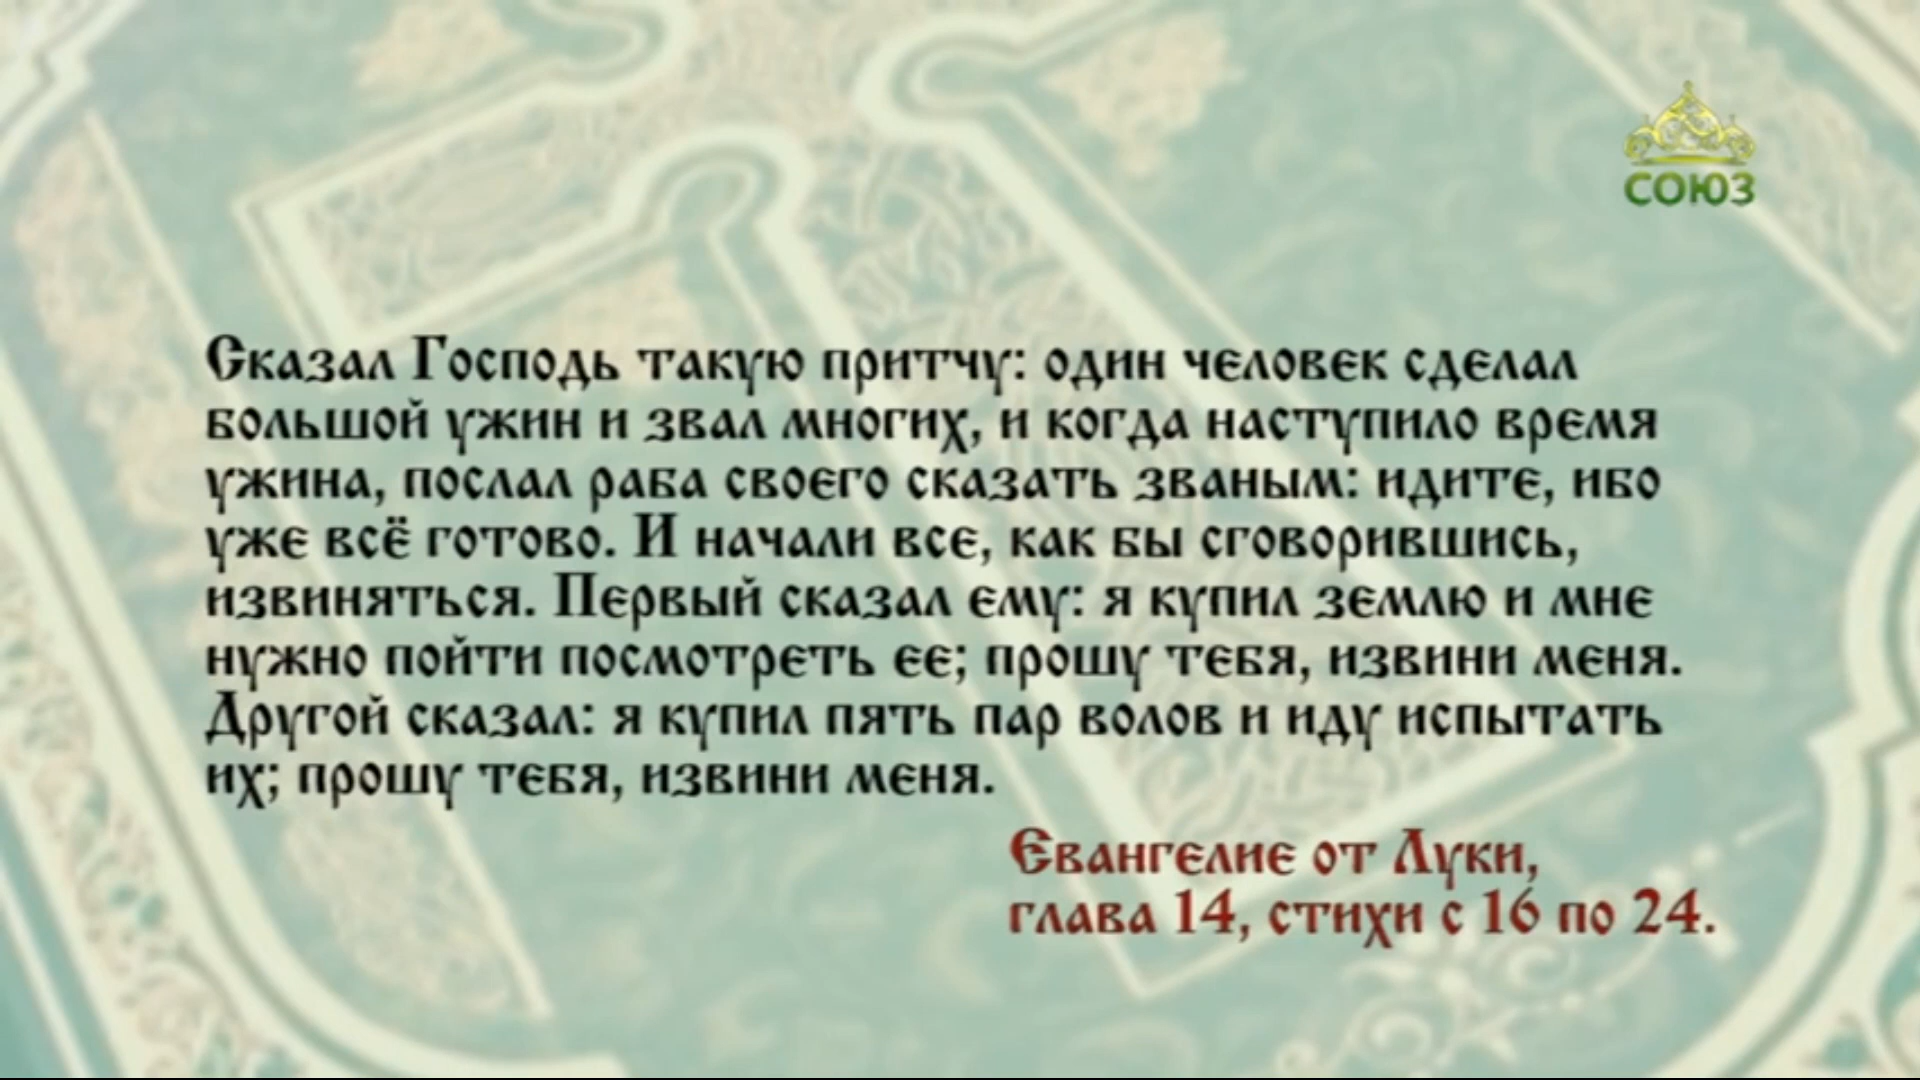 СОЮЗ
Сказал Господь такую притчу: один человек сделал
большой ужин и звал многих, и когда наступило время
ужина, послал раба своего сказать званым: идите, ибо
уже всё готово. И начали все, как бы сговорившись,
извиняться. Первый сказал ему: я купил землю и мне
нужно пойти посмотреть ее; прошу тебя, извини меня.
Другой сказал: я купил пять пар волов и иду испытать
их; прошу тебя, извини меня.
Евангелие от Луки,
глава 14, стихи с 16 по 24.